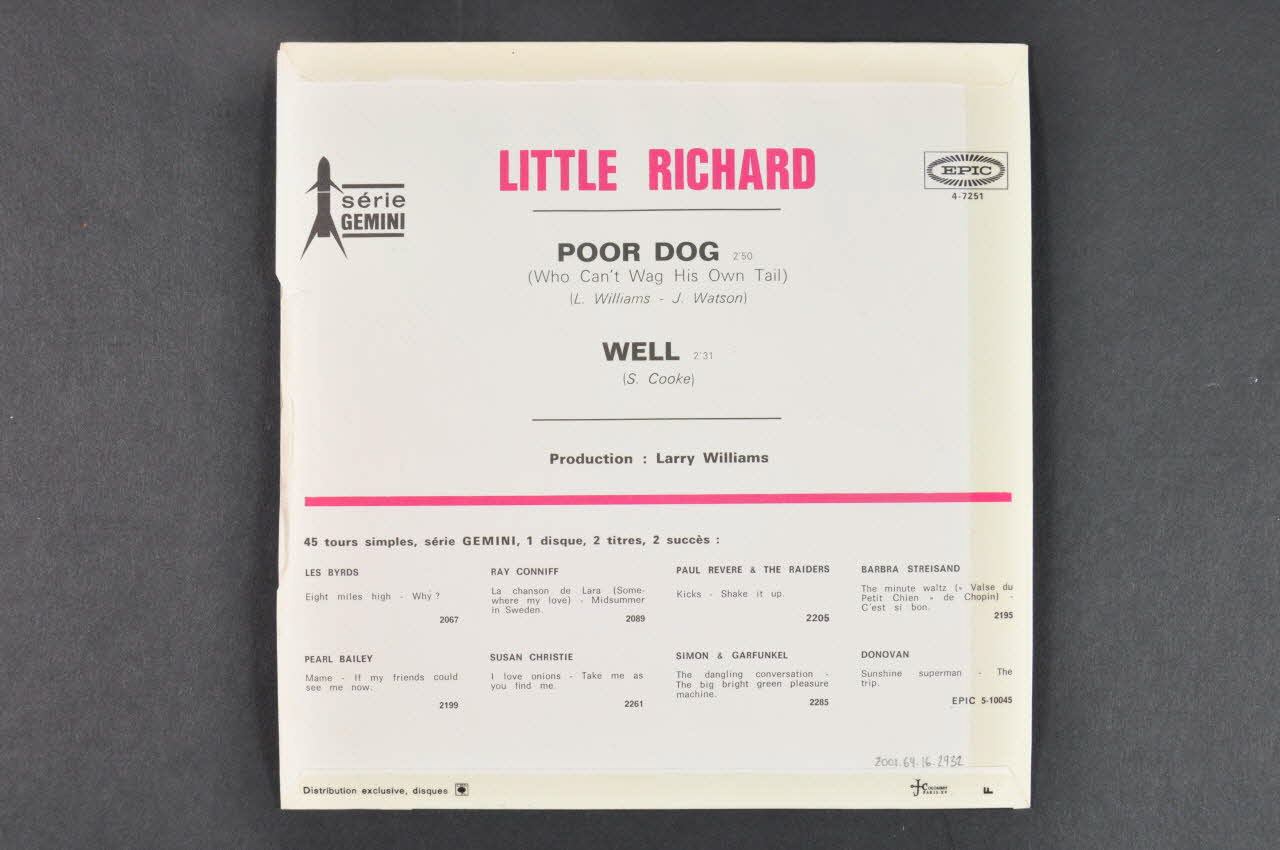 LITTLE RICHARD
série
GEMINI
EPIC
4-7251
POOR DOG 2'50
(Who Can't Wag His Own Tail)
(L. Williams - J. Watson)
WELL 2'31
(S. Cooke)
Production : Larry Williams
45 tours simples, série GEMINI, 1 disque, 2 titres, 2 succès :
LES BYRDS
Eight miles high - Why ?
2067
RAY CONNIFF
La chanson de Lara (Some-
where my love) - Midsummer
in Sweden.
2089
PAUL REVERE & THE RAIDERS
Kicks - Shake it up.
2205
BARBRA STREISAND
The minute waltz (« Valse du
Petit Chien » de Chopin) -
C'est si bon.
2195
PEARL BAILEY
Mame - If my friends could
see me now.
2199
SUSAN CHRISTIE
I love onions - Take me as
you find me.
2261
SIMON & GARFUNKEL
The dangling conversation -
The big bright green pleasure
machine.
2285
DONOVAN
Sunshine superman - The
trip.
EPIC 5-10045
2001.64.16.2932
Distribution exclusive, disques
F